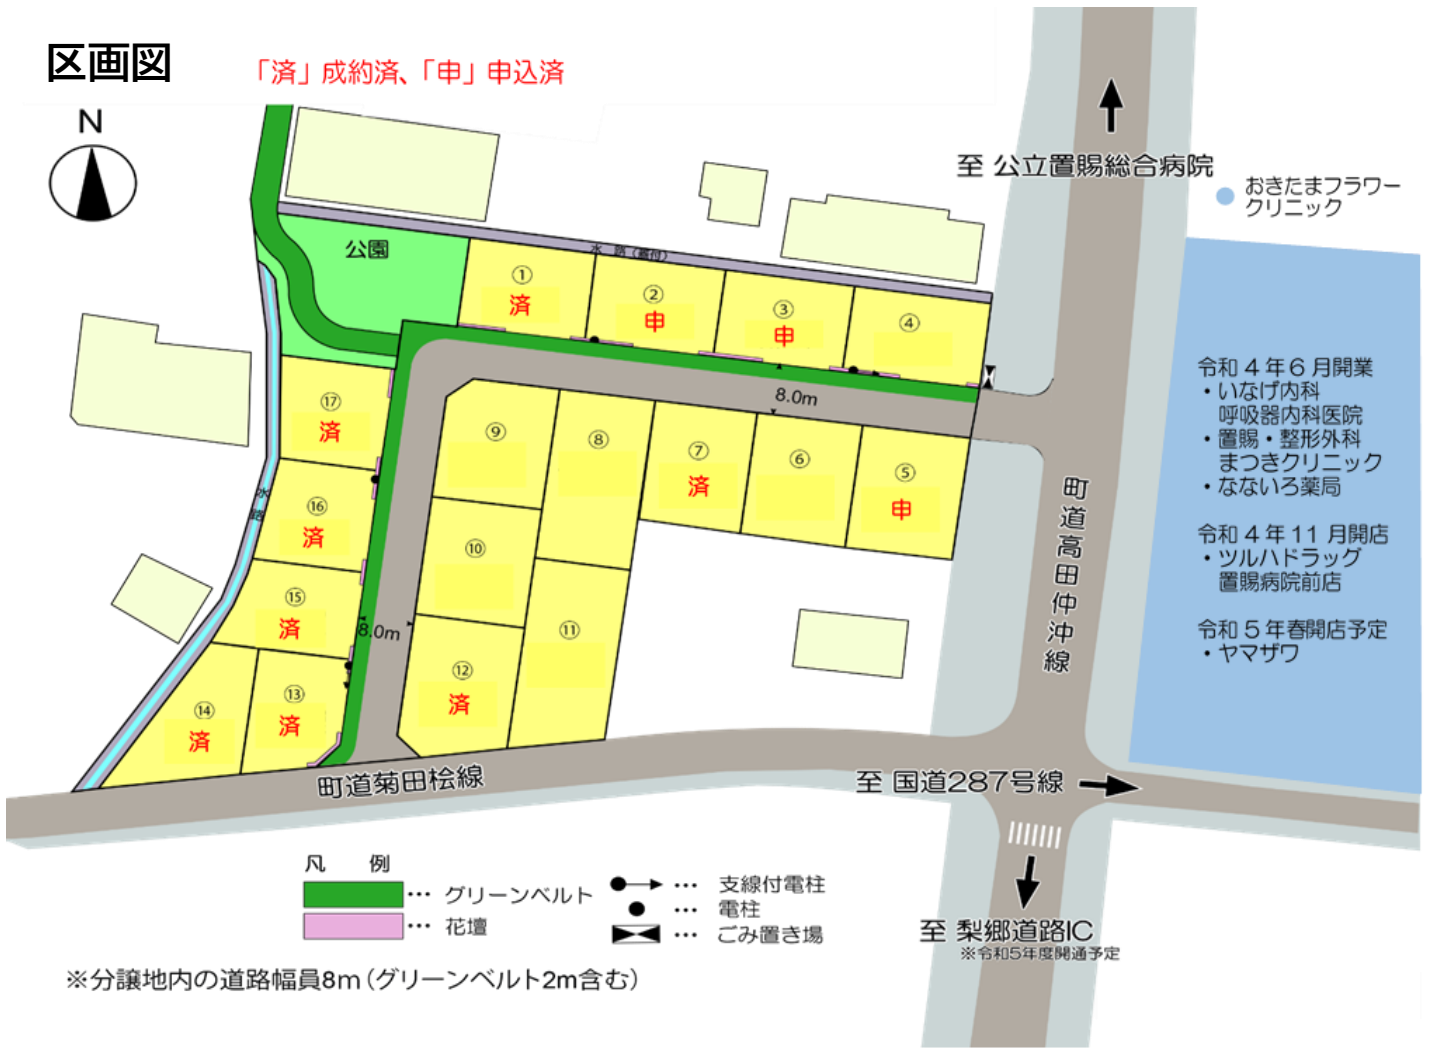 区画図
「済」成約済、「申」申込済
N
至 公立置賜総合病院
おきたまフラワー
クリニック
公園
水 路（蓋付）
①
済
②
申
③
申
④
8.0m
⑰
済
⑨
⑧
⑦
済
⑥
⑤
申
水
路
⑯
済
⑩
⑮
済
8.0m
⑪
⑫
済
⑭
済
⑬
済
町道高田仲沖線
令和４年６月開業
・いなげ内科
呼吸器内科医院
・置賜・整形外科
まつきクリニック
・なないろ薬局
令和４年11月開店
・ツルハドラッグ
置賜病院前店
令和５年春開店予定
・ヤマザワ
町道菊田桧線
至 国道287号線
凡 例
… グリーンベルト
… 花壇
… 支線付電柱
… 電柱
… ごみ置き場
至 梨郷道路IC
※令和5年度開通予定
※分譲地内の道路幅員8m（グリーンベルト2m含む）